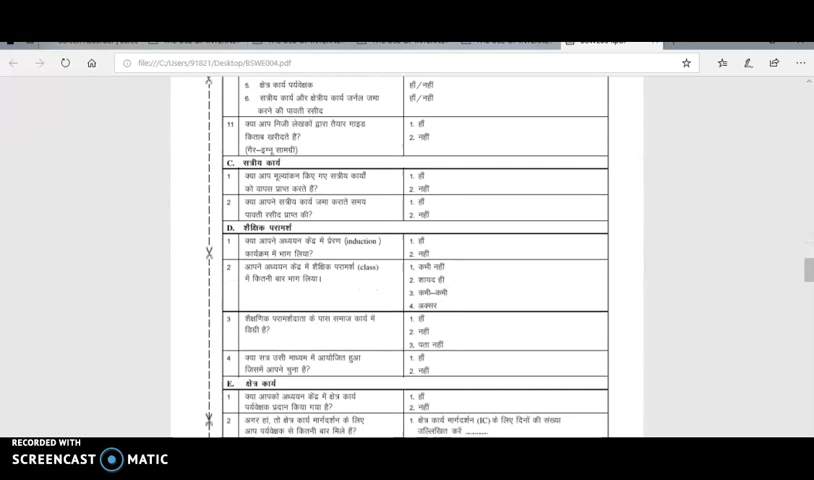 file:///C:/Users/91821/Desktop/BSWE004.pdf
5. क्षेत्र कार्य पर्यवेक्षक हाँ/नहीं
6. सत्रीय कार्य और क्षेत्रीय कार्य जर्नल जमा हाँ/नहीं
करने की पावती रसीद
11 क्या आप निजी लेखकों द्वारा तैयार गाइड 1. हाँ
किताब खरीदते हैं? 2. नहीं
(गैर–इग्नू सामग्री)
C. सत्रीय कार्य
1 क्या आप मूल्यांकन किए गए सत्रीय कार्यों 1. हाँ
को वापस प्राप्त करते हैं? 2. नहीं
2 क्या आपने सत्रीय कार्य जमा कराते समय 1. हाँ
पावती रसीद प्राप्त की? 2. नहीं
D. शैक्षिक परामर्श
1 क्या आपने अध्ययन केंद्र में प्रेरण (induction) 1. हाँ
कार्यक्रम में भाग लिया? 2. नहीं
2 आपने अध्ययन केंद्र में शैक्षिक परामर्श (class) 1. कभी नहीं
में कितनी बार भाग लिया। 2. शायद ही
3. कभी–कभी
4. अक्सर
3 शैक्षणिक परामर्शदाता के पास समाज कार्य में 1. हाँ
डिग्री है? 2. नहीं
3. पता नहीं
4 क्या सत्र उसी माध्यम में आयोजित हुआ 1. हाँ
जिसमें आपने चुना है? 2. नहीं
E. क्षेत्र कार्य
1 क्या आपको अध्ययन केंद्र में क्षेत्र कार्य 1. हाँ
पर्यवेक्षक प्रदान किया गया है? 2. नहीं
2 अगर हां, तो क्षेत्र कार्य मार्गदर्शन के लिए 1. क्षेत्र कार्य मार्गदर्शन (IC) के लिए दिनों की संख्या
आप पर्यवेक्षक से कितनी बार मिले हैं? उल्लिखित करें ..........
RECORDED WITH
SCREENCAST MATIC